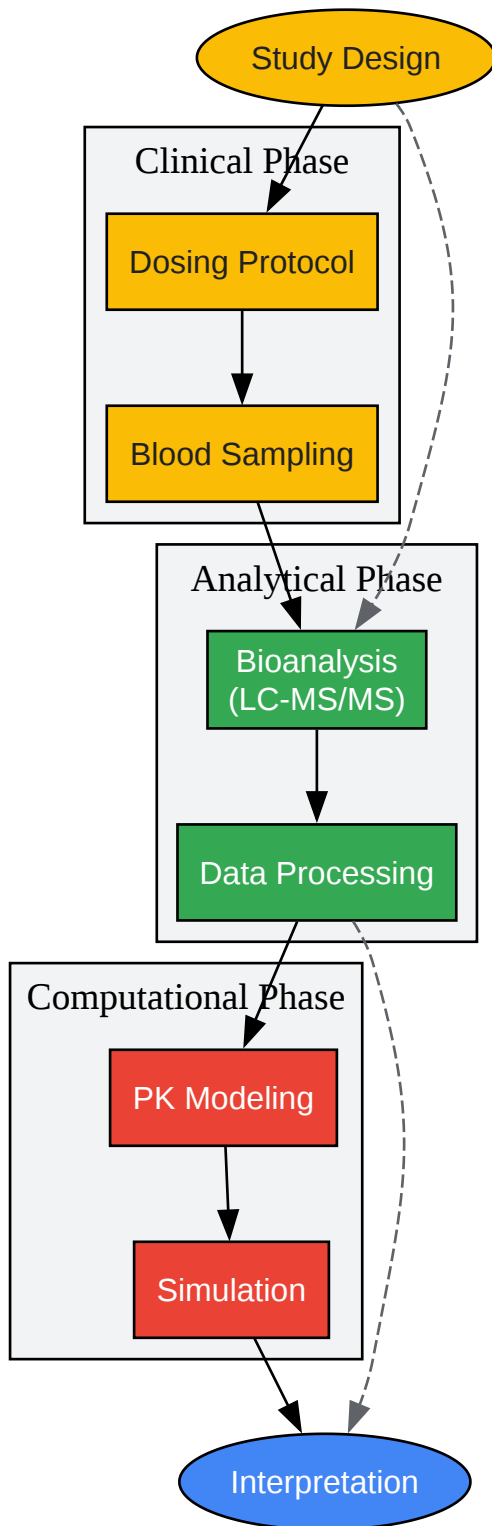 Study Design
Clinical Phase
Dosing Protocol
Blood Sampling
Analytical Phase
Bioanalysis
(LC-MS/MS)
Data Processing
Computational Phase
PK Modeling
Simulation
Interpretation